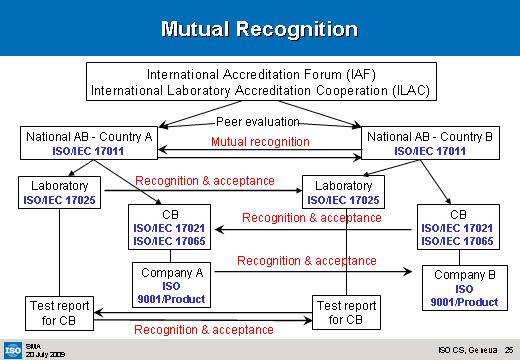 Mutual Recognition
International Accreditation Forum (IAF)
International Laboratory Accreditation Cooperation (ILAC)
Peer evaluation
National AB - Country A
ISO/IEC 17011
Mutual recognition
National AB - Country B
ISO/IEC 17011
Laboratory
ISO/IEC 17025
Recognition & acceptance
Laboratory
ISO/IEC 17025
CB
ISO/IEC 17021
ISO/IEC 17065
Recognition & acceptance
CB
ISO/IEC 17021
ISO/IEC 17065
Recognition & acceptance
Company A
ISO
9001/Product
Company B
ISO
9001/Product
Test report
for CB
Test report
for CB
Recognition & acceptance
ISO
SMA
20 July 2009
ISO CS, Geneva 25